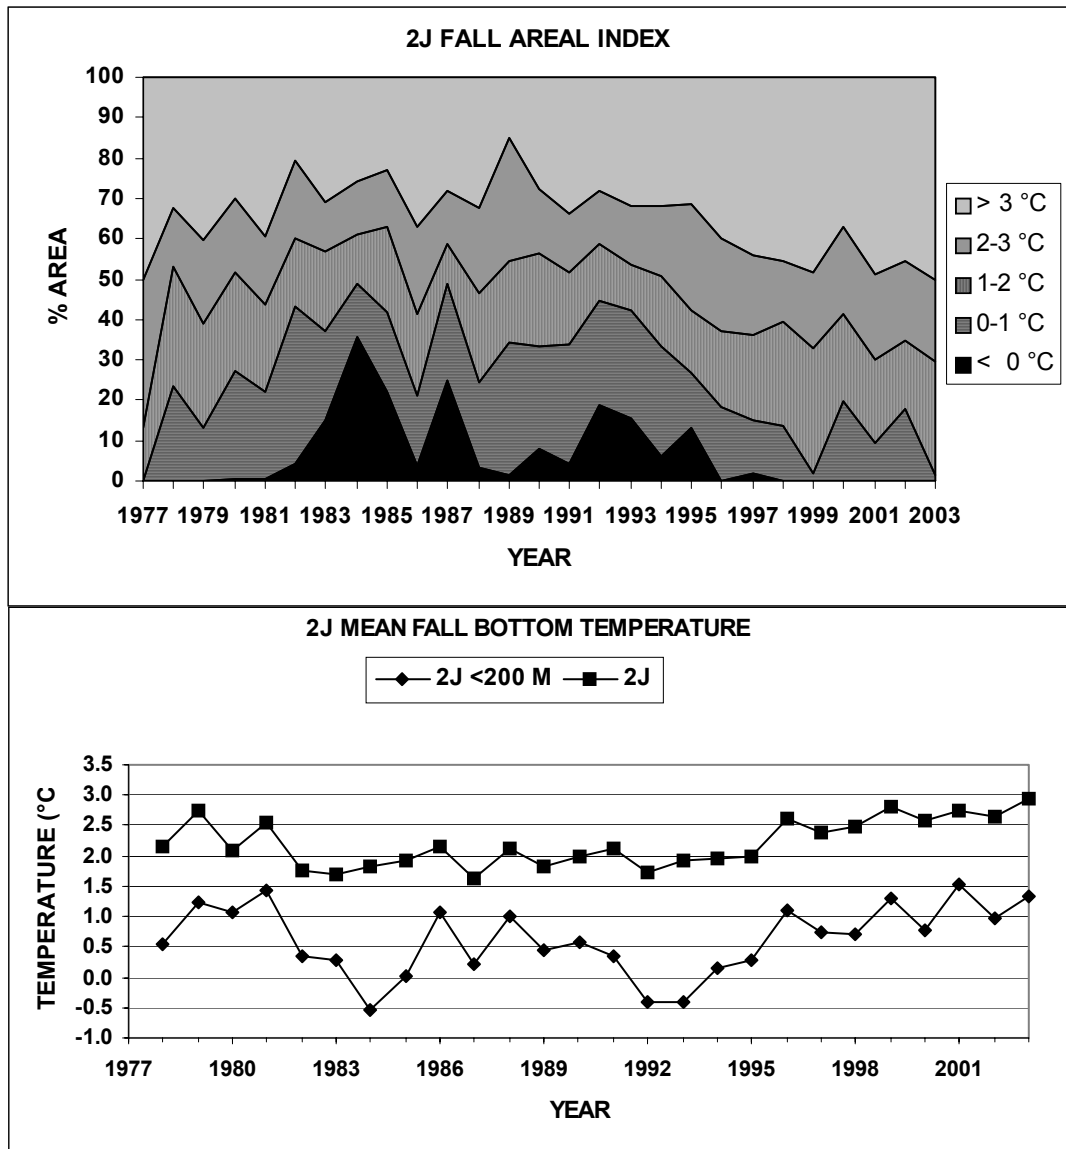 2J FALL AREAL INDEX
100
90
80
70
60
50
40
30
20
10
0
% AREA
1977 1979 1981 1983 1985 1987 1989 1991 1993 1995 1997 1999 2001 2003
YEAR
> 3 °C
2-3 °C
1-2 °C
0-1 °C
< 0 °C
2J MEAN FALL BOTTOM TEMPERATURE
2J <200 M 2J
3.5
3.0
2.5
2.0
1.5
1.0
0.5
0.0
-0.5
-1.0
TEMPERATURE (°C
1977 1980 1983 1986 1989 1992 1995 1998 2001
YEAR